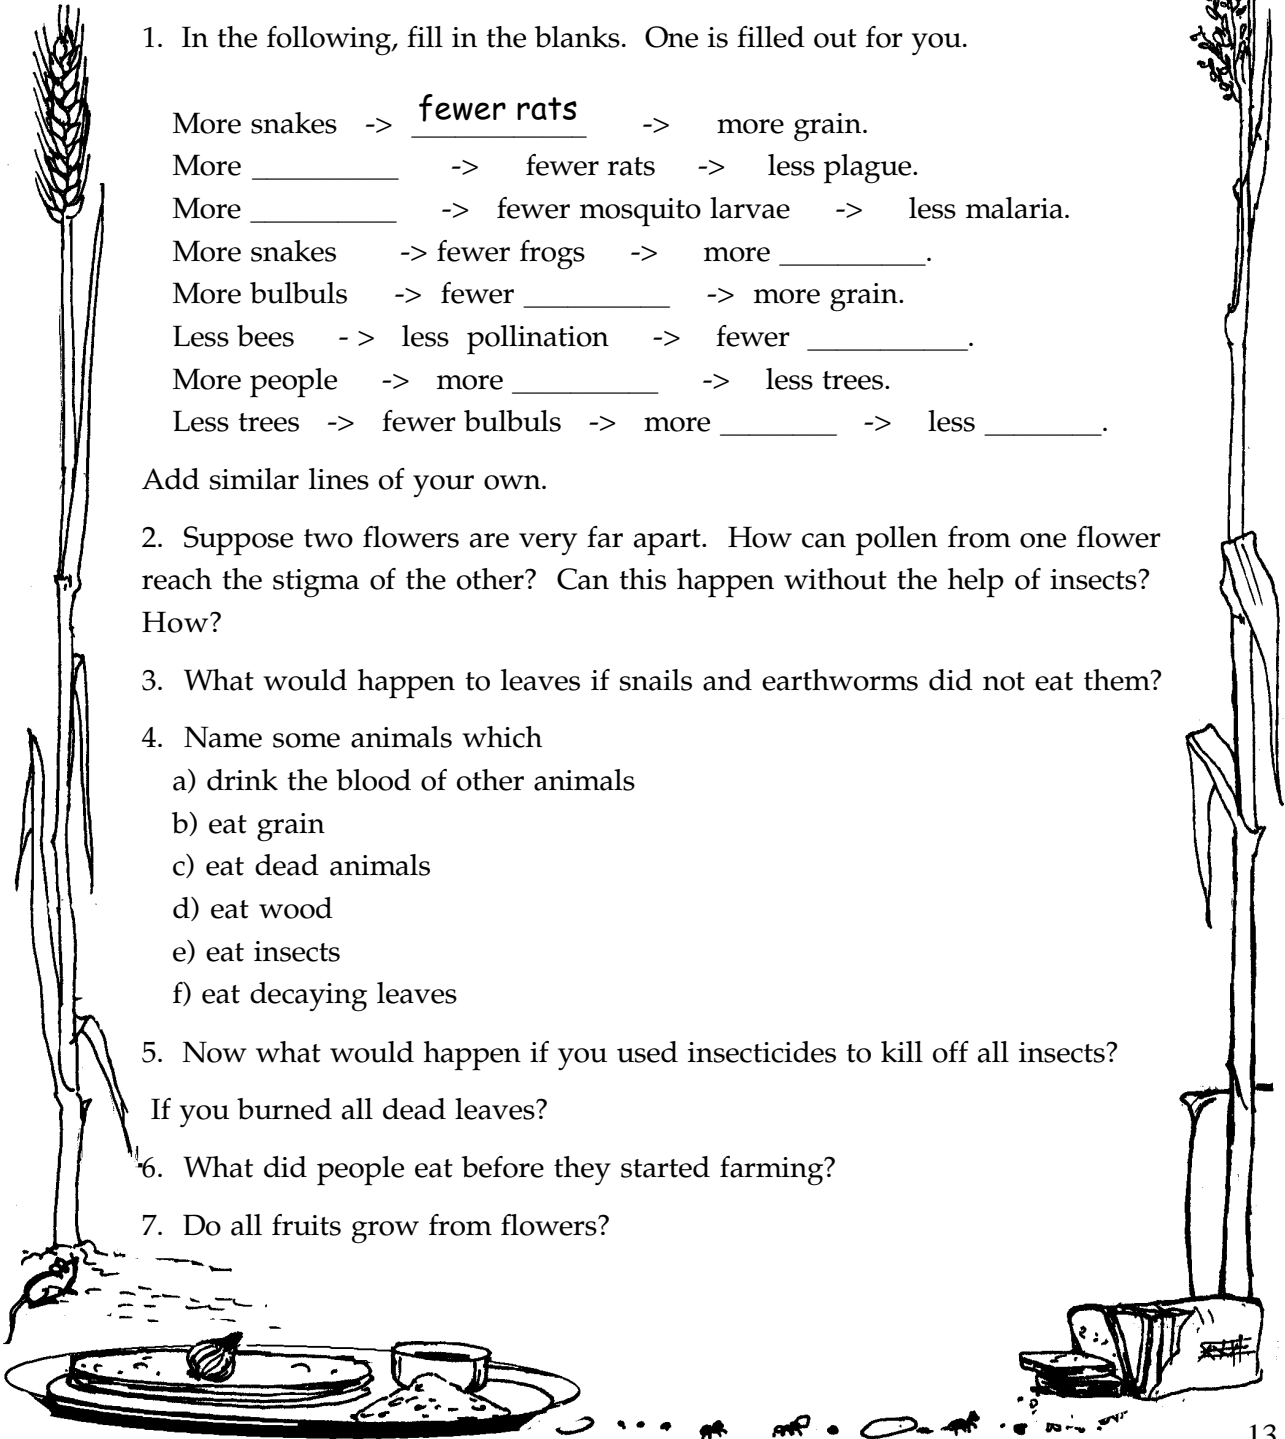 1. In the following, fill in the blanks. One is filled out for you.
More snakes -> fewer rats -> more grain.
More __________ -> fewer rats -> less plague.
More __________ -> fewer mosquito larvae -> less malaria.
More snakes -> fewer frogs -> more __________.
More bulbuls -> fewer __________ -> more grain.
Less bees - > less pollination -> fewer ___________.
More people -> more __________ -> less trees.
Less trees -> fewer bulbuls -> more ________ -> less ________.
Add similar lines of your own.
2. Suppose two flowers are very far apart. How can pollen from one flower
reach the stigma of the other? Can this happen without the help of insects?
How?
3. What would happen to leaves if snails and earthworms did not eat them?
4. Name some animals which
a) drink the blood of other animals
b) eat grain
c) eat dead animals
d) eat wood
e) eat insects
f) eat decaying leaves
5. Now what would happen if you used insecticides to kill off all insects?
If you burned all dead leaves?
6. What did people eat before they started farming?
7. Do all fruits grow from flowers?
13